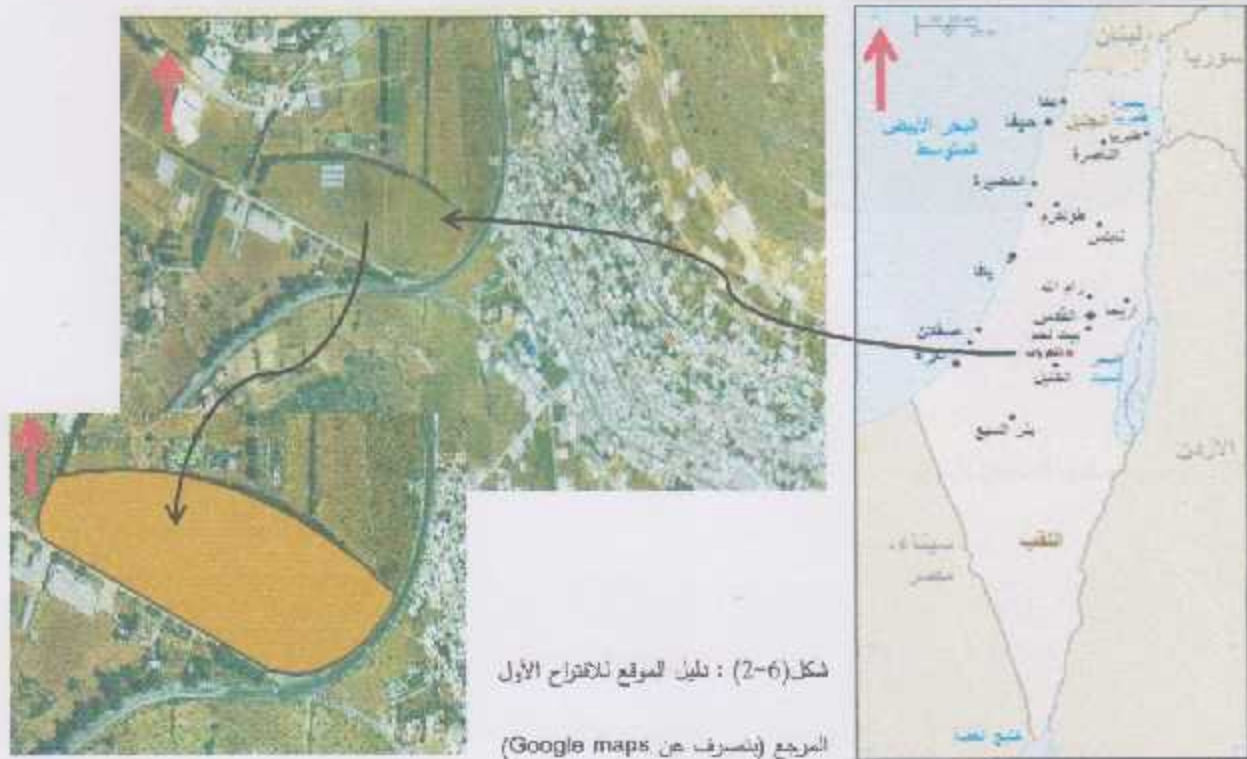 لبنان
سوريا
عكا
حيفا
الجليل
طبريا
الناصرة
البحر الأبيض
المتوسط
الخضيرة
طولكرم
نابلس
يافا
رام الله
القدس
أريحا
بيت لحم
عسقلان
غزة
الخليل
بئر السبع
الأردن
النقب
سيناء،
مصر
خليج العقبة
شكل(6-2) : دليل الموقع للاقتراح الأول
المرجع (بتصرف عن Google maps)